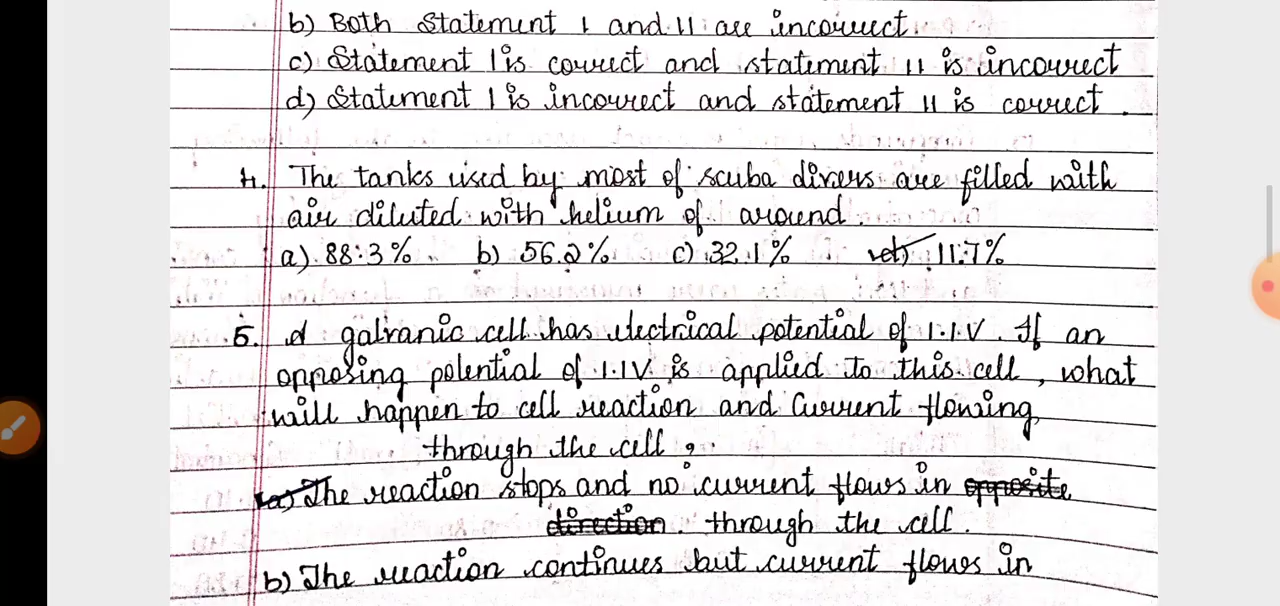 b) Both Statement I and II are incorrect.
c) Statement I is correct and statement II is incorrect
d) Statement I is incorrect and statement II is correct.
4. The tanks used by most of scuba divers are filled with
air diluted with helium of around.
a) 88.3% b) 56.2% c) 32.1% d) 11.7%
5. A galvanic cell has electrical potential of 1.1V. If an
opposing potential of 1.1V is applied to this cell, what
will happen to cell reaction and Current flowing
through the cell?
a) The reaction stops and no current flows in opposite
direction. through the cell.
b) The reaction continues but current flows in